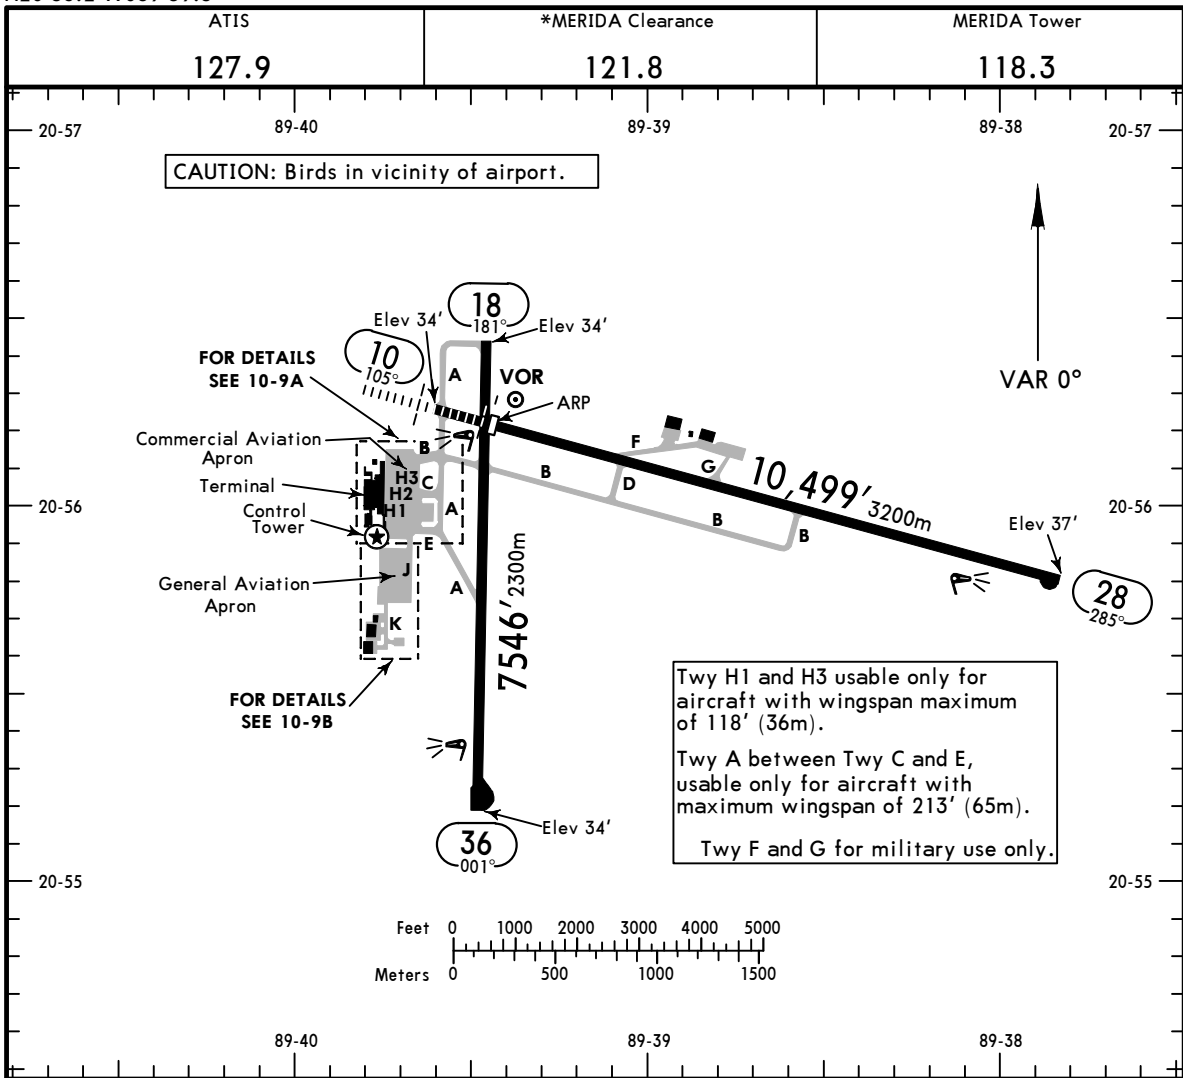 ATIS
*MERIDA Clearance
MERIDA Tower
127.9
121.8
118.3
89-40
89-39
89-38
20-57
20-57
CAUTION: Birds in vicinity of airport.
18
181°
Elev 34'
Elev 34'
10
105°
FOR DETAILS
SEE 10-9A
A
VOR
ARP
VAR 0°
Commercial Aviation
Apron
B
F
G
H3
C
B
D
10,499' 3200m
Terminal
H2
H1
A
B
B
20-56
20-56
Control
Tower
Elev 37'
E
J
General Aviation
Apron
A
28
285°
K
7546' 2300m
FOR DETAILS
SEE 10-9B
Twy H1 and H3 usable only for
aircraft with wingspan maximum
of 118' (36m).
Twy A between Twy C and E,
usable only for aircraft with
maximum wingspan of 213' (65m).
Twy F and G for military use only.
Elev 34'
36
001°
20-55
20-55
Feet 0 1000 2000 3000 4000 5000
Meters 0 500 1000 1500
89-40
89-39
89-38